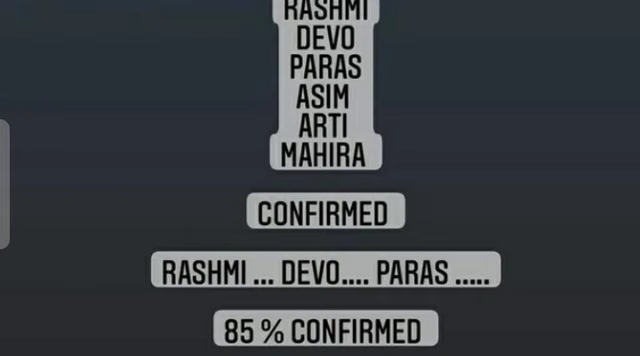 RASHMI
DEVO
PARAS
ASIM
ARTI
MAHIRA
CONFIRMED
RASHMI ... DEVO.... PARAS .....
85 % CONFIRMED